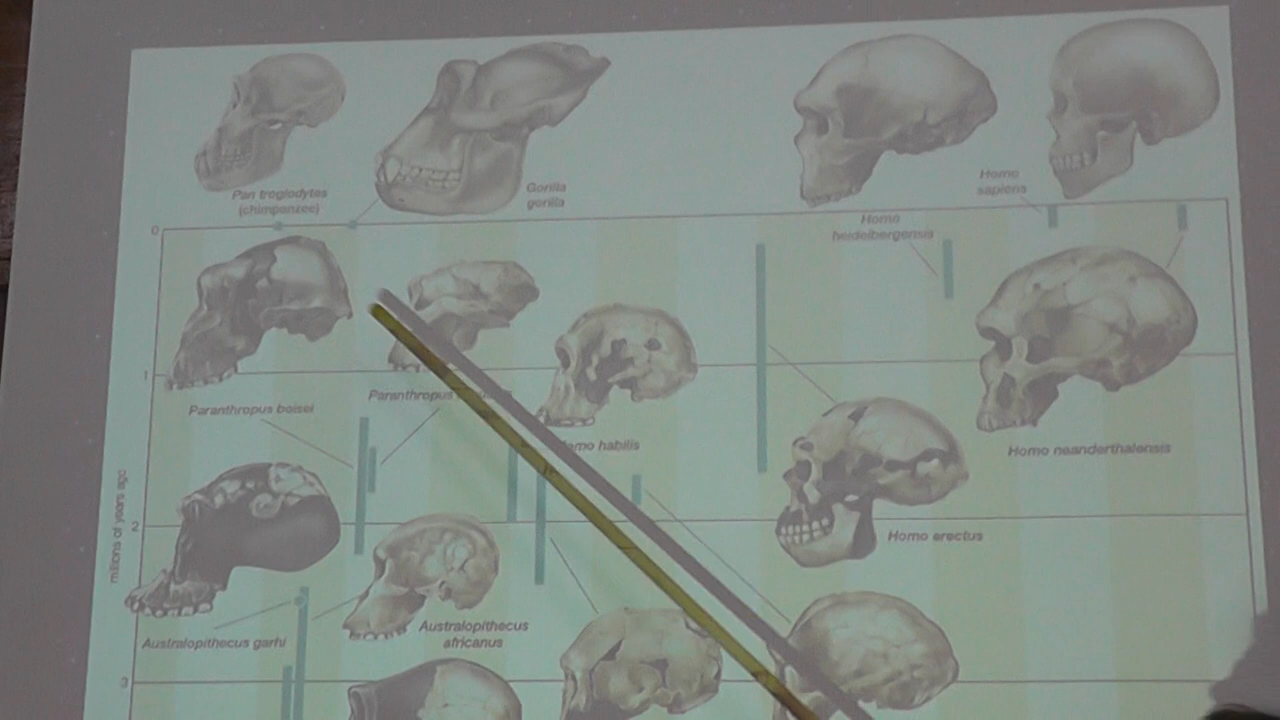 Pan troglodytes
(chimpanzee)
Gorilla
gorilla
Homo
sapiens
Homo
heidelbergensis
0
1
Paranthropus boisei
Paranthropus
Homo habilis
Homo neanderthalensis
millions of years ago
2
Homo erectus
Australopithecus garhi
Australopithecus
africanus
3